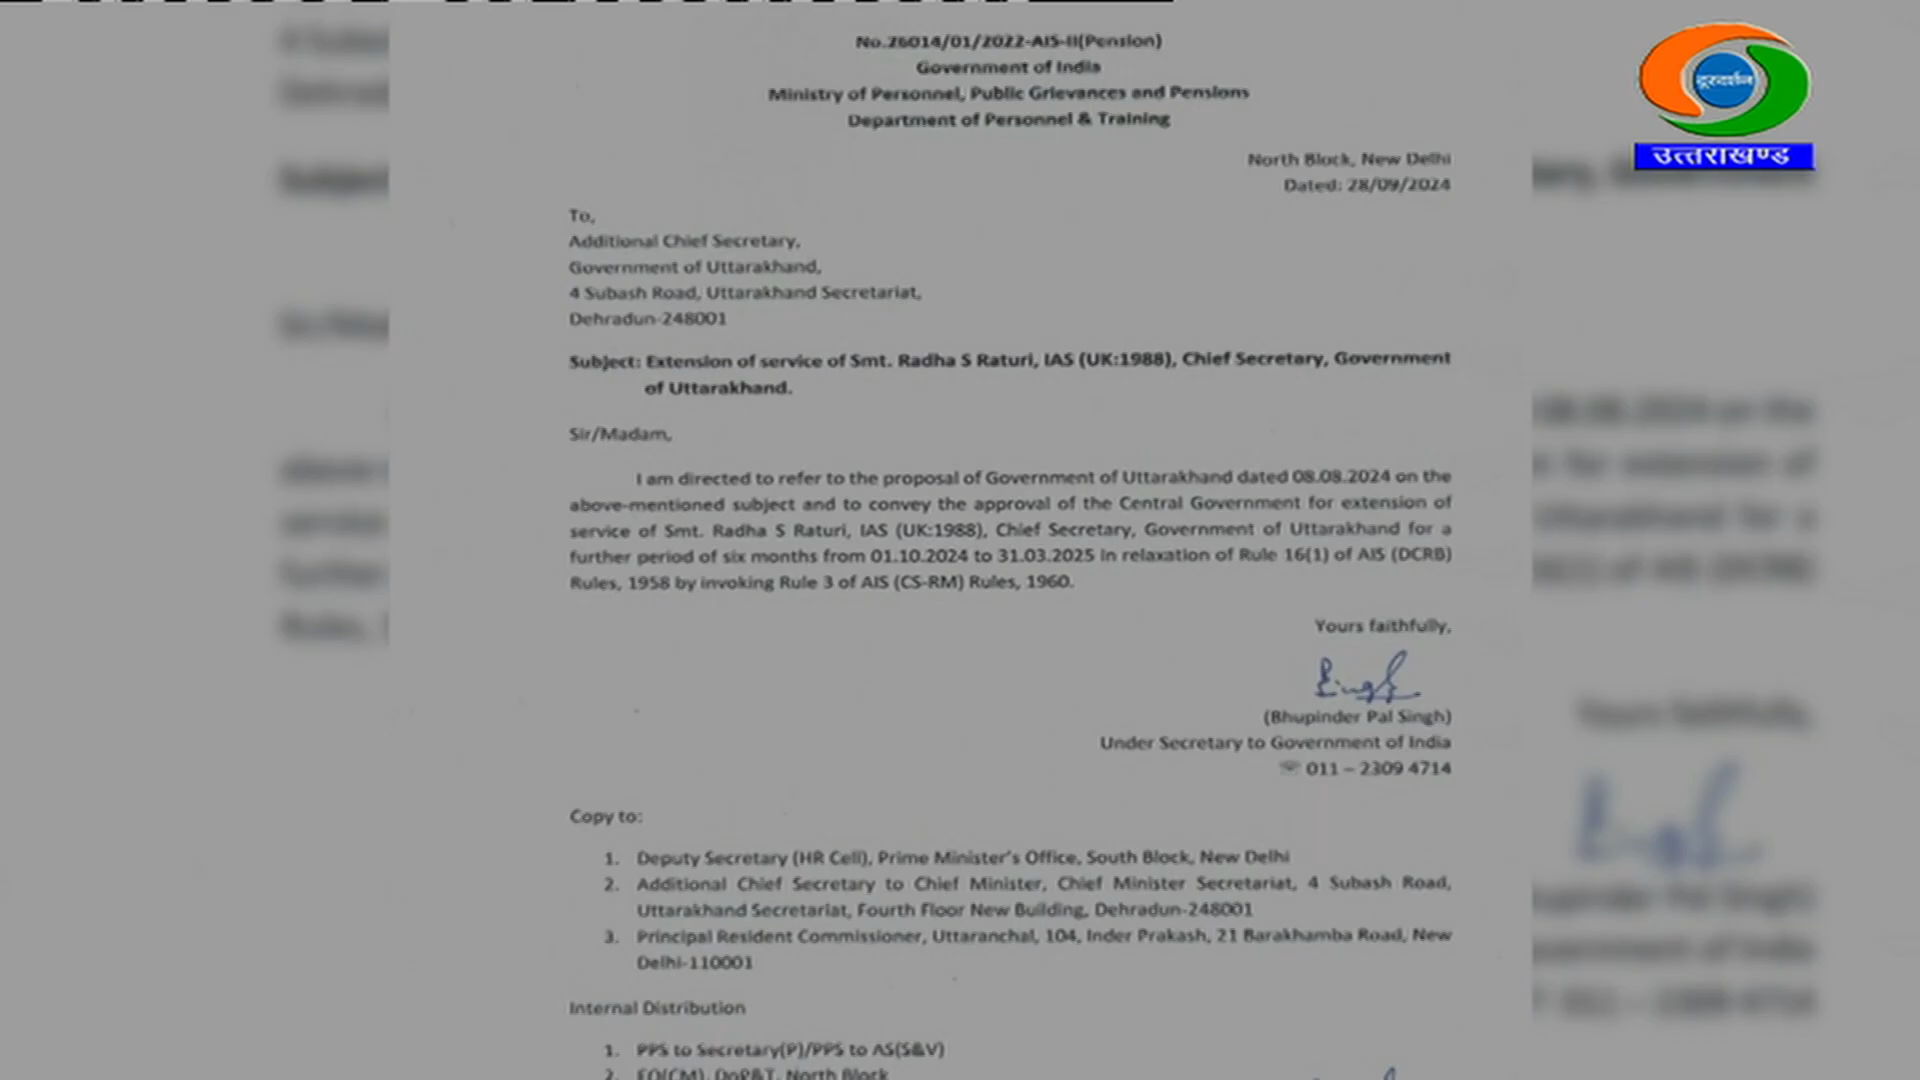 No.26014/01/2022-AIS-II(Pension)
Government of India
Ministry of Personnel, Public Grievances and Pensions
Department of Personnel & Training
दूरदर्शन
उत्तराखण्ड
North Block, New Delhi
Dated: 28/09/2024
To,
Additional Chief Secretary,
Government of Uttarakhand,
4 Subash Road, Uttarakhand Secretariat,
Dehradun-248001
Subject: Extension of service of Smt. Radha S Raturi, IAS (UK:1988), Chief Secretary, Government
of Uttarakhand.
Sir/Madam,
I am directed to refer to the proposal of Government of Uttarakhand dated 08.08.2024 on the
above-mentioned subject and to convey the approval of the Central Government for extension of
service of Smt. Radha S Raturi, IAS (UK:1988), Chief Secretary, Government of Uttarakhand for a
further period of six months from 01.10.2024 to 31.03.2025 in relaxation of Rule 16(1) of AIS (DCRB)
Rules, 1958 by invoking Rule 3 of AIS (CS-RM) Rules, 1960.
Yours faithfully,
Singh
(Bhupinder Pal Singh)
Under Secretary to Government of India
☏ 011 – 2309 4714
Copy to:
1. Deputy Secretary (HR Cell), Prime Minister's Office, South Block, New Delhi
2. Additional Chief Secretary to Chief Minister, Chief Minister Secretariat, 4 Subash Road,
Uttarakhand Secretariat, Fourth Floor New Building, Dehradun-248001
3. Principal Resident Commissioner, Uttaranchal, 104, Inder Prakash, 21 Barakhamba Road, New
Delhi-110001
Internal Distribution
1. PPS to Secretary(P)/PPS to AS(S&V)
2. EO(CM), DoP&T, North Block